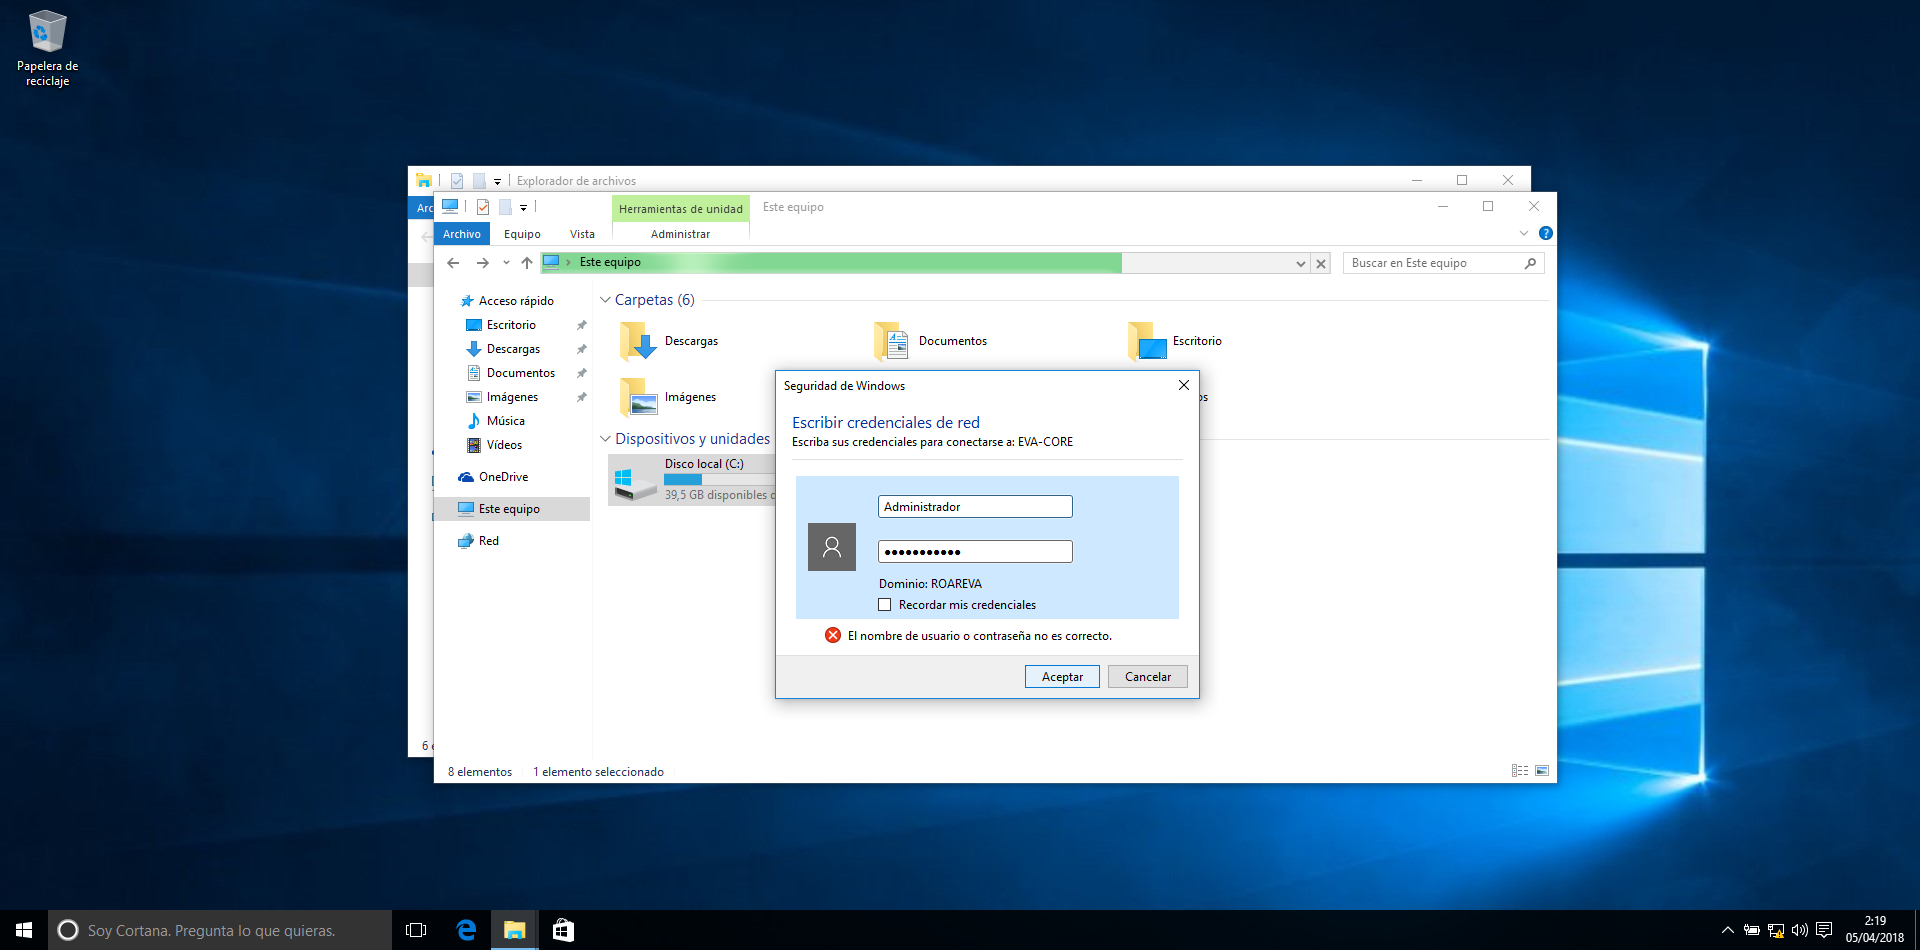 Papelera de
reciclaje
Explorador de archivos
Arc
Herramientas de unidad
Este equipo
Archivo
Equipo
Vista
Administrar
Este equipo
Buscar en Este equipo
Acceso rápido
Escritorio
Descargas
Documentos
Imágenes
Música
Vídeos
OneDrive
Este equipo
Red
Carpetas (6)
Descargas
Documentos
Escritorio
Imágenes
os
Dispositivos y unidades
Disco local (C:)
39,5 GB disponibles
Seguridad de Windows
Escribir credenciales de red
Escriba sus credenciales para conectarse a: EVA-CORE
Administrador
●●●●●●●●●●●
Dominio: ROAREVA
Recordar mis credenciales
El nombre de usuario o contraseña no es correcto.
Aceptar
Cancelar
6 e
8 elementos
1 elemento seleccionado
Soy Cortana. Pregunta lo que quieras.
2:19
05/04/2018